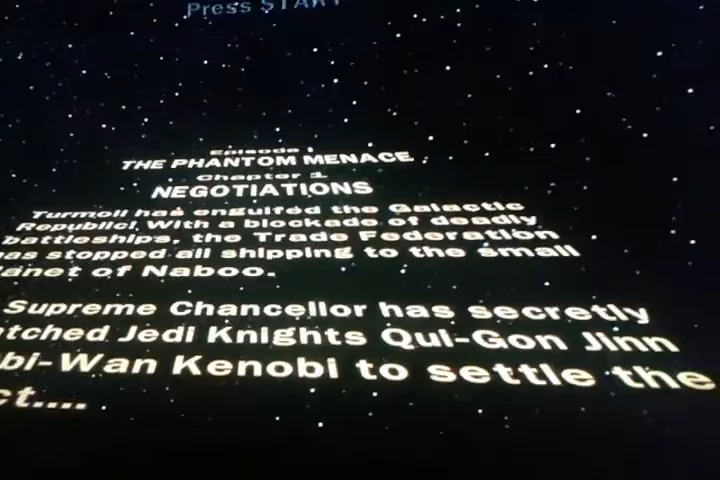 Press START
Episode I
THE PHANTOM MENACE
Chapter 1
NEGOTIATIONS
Turmoil has engulfed the Galactic
Republic. With a blockade of deadly
battleships, the Trade Federation
has stopped all shipping to the small
anet of Naboo.
Supreme Chancellor has secretly
tched Jedi Knights Qui-Gon Jinn
bi-Wan Kenobi to settle the
ct....